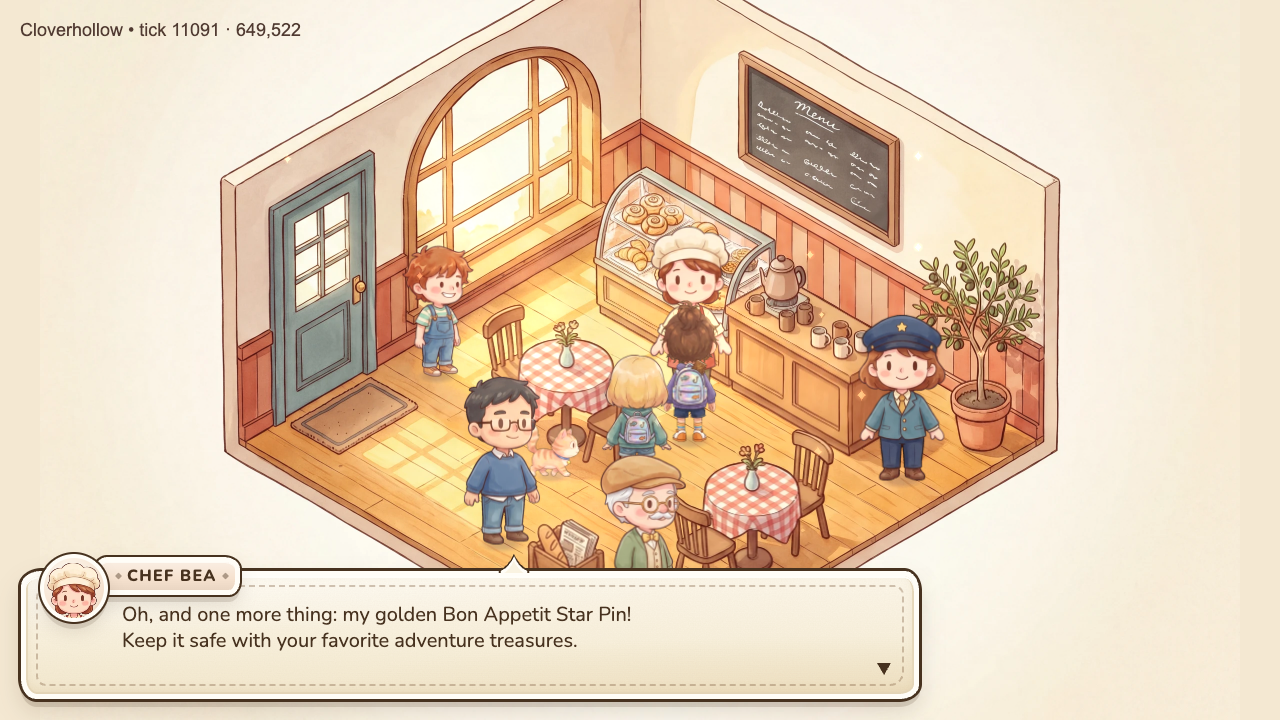 Cloverhollow • tick 11091 · 649,522
Menu
CHEF BEA
Oh, and one more thing: my golden Bon Appetit Star Pin!
Keep it safe with your favorite adventure treasures.